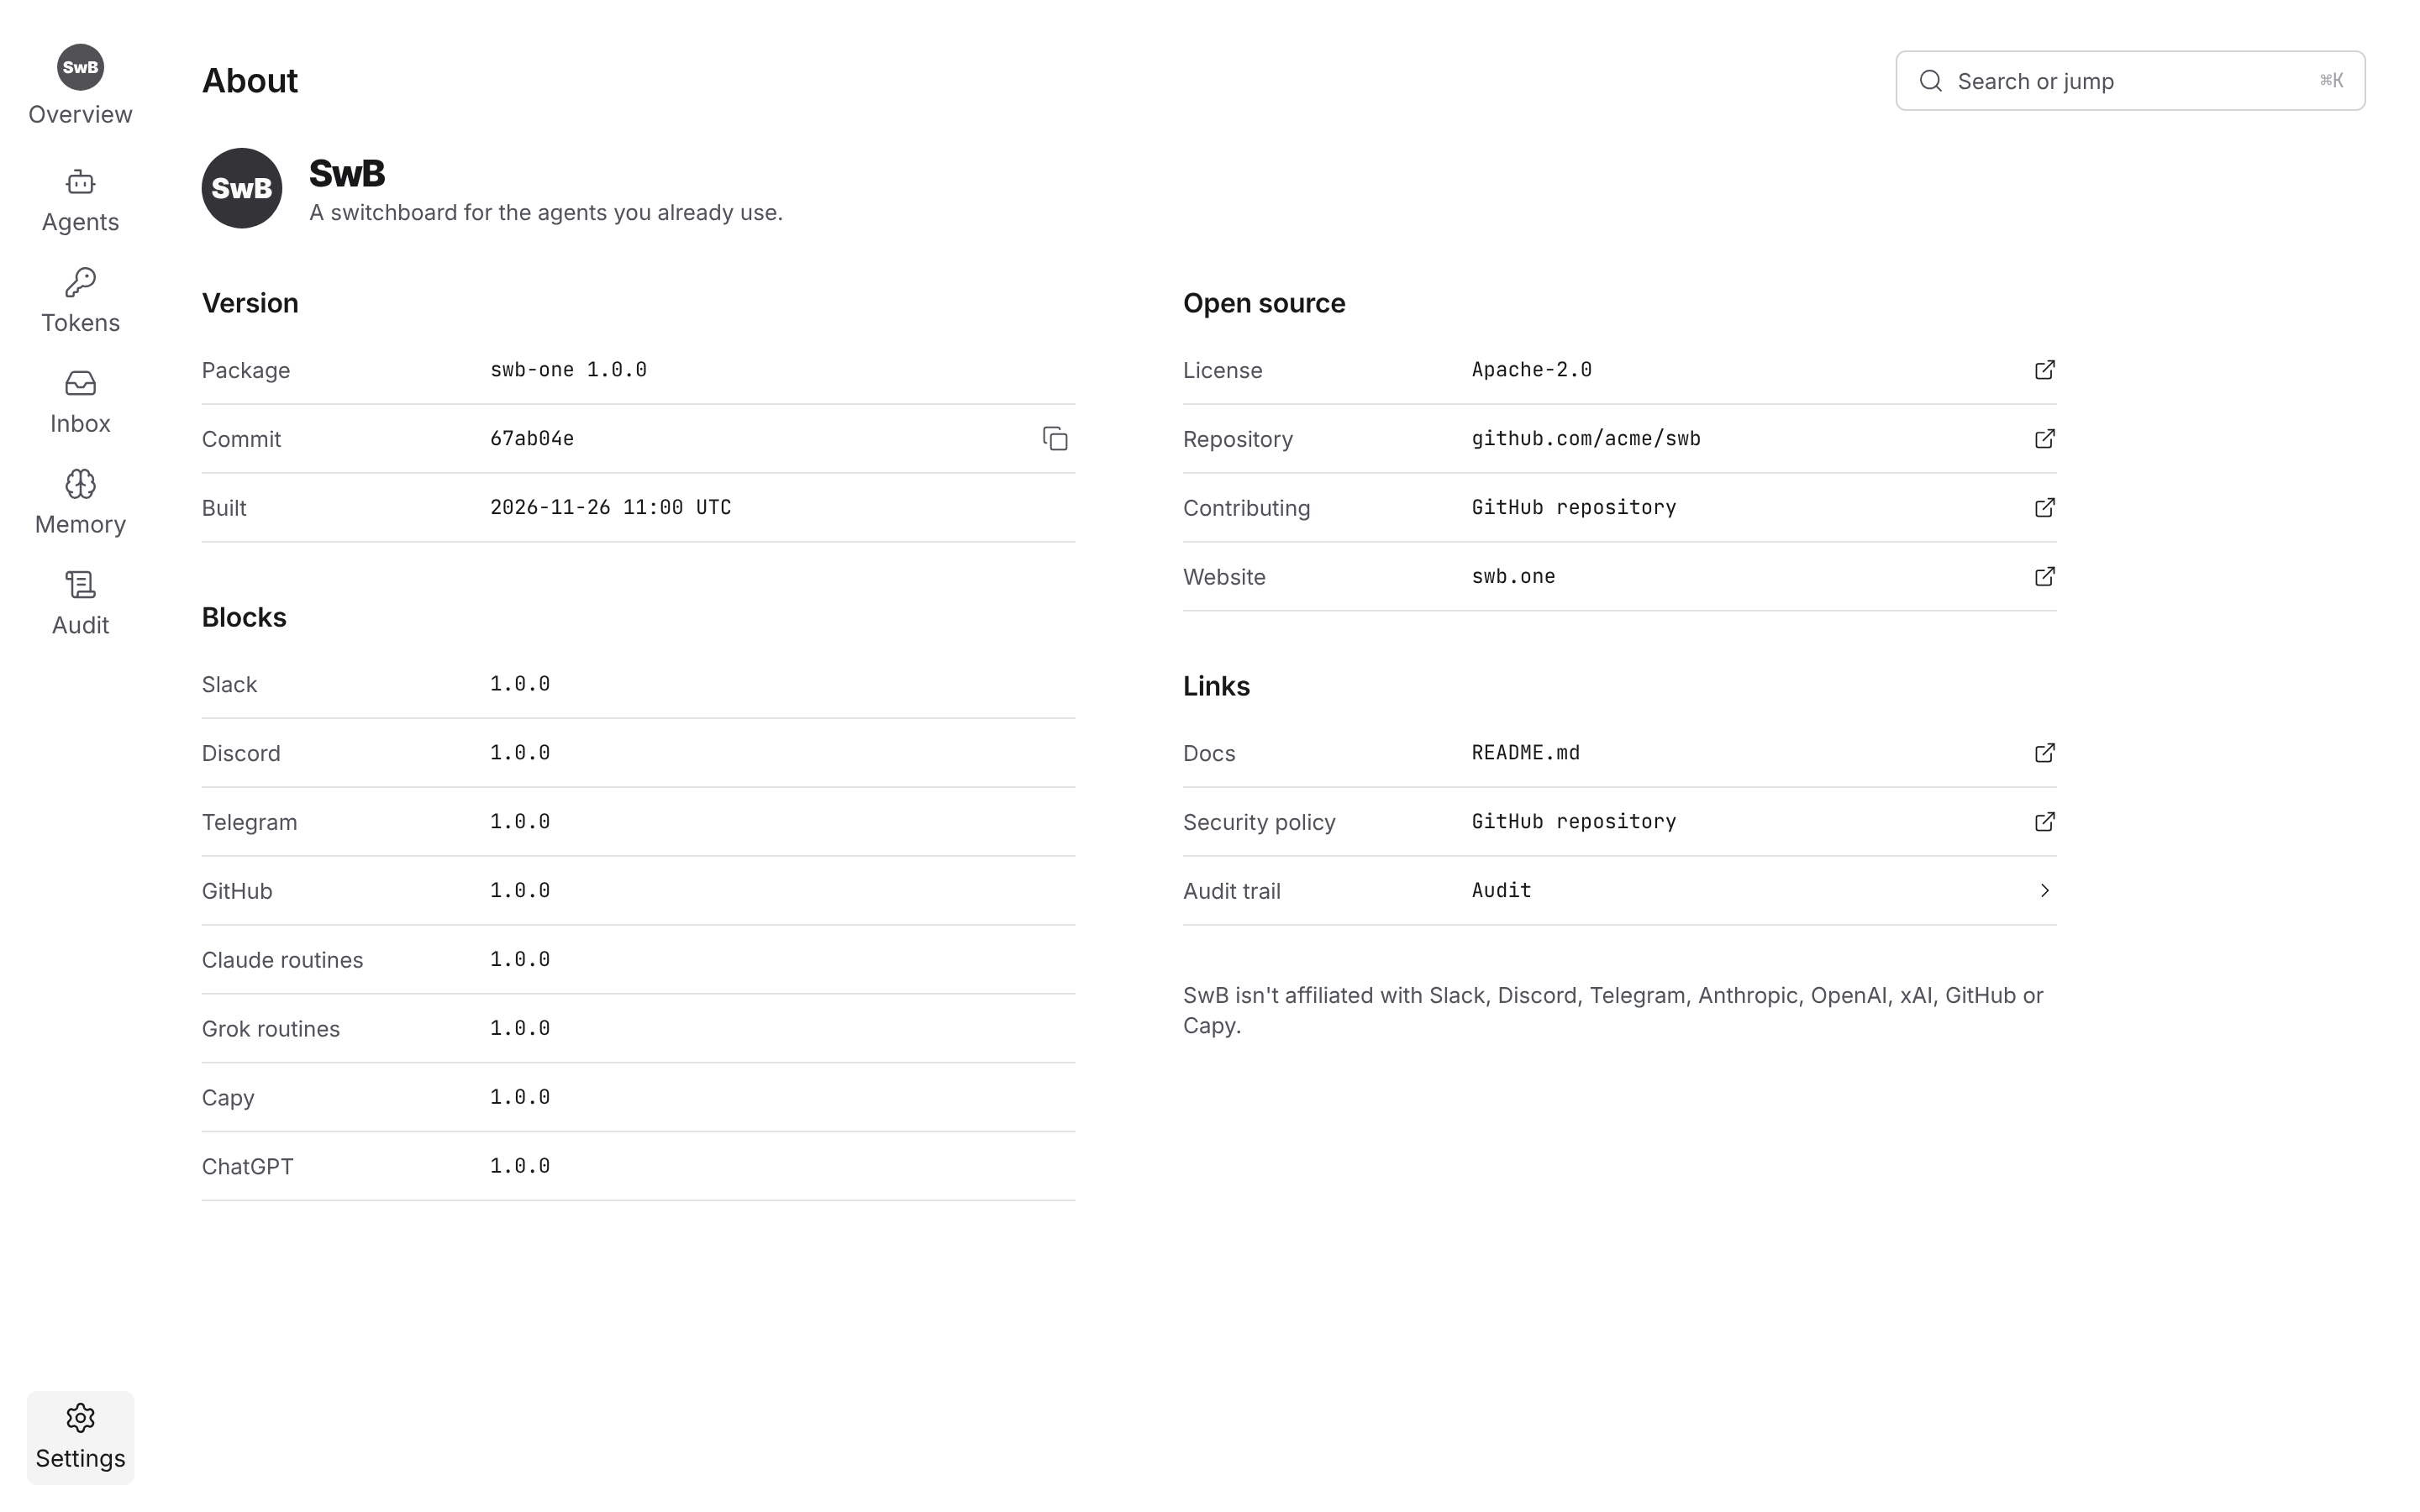 SwB
Overview
Agents
Tokens
Inbox
Memory
Audit
Settings
About
Search or jump ⌘K
SwB
SwB
A switchboard for the agents you already use.
Version
Package swb-one 1.0.0
Commit 67ab04e
Built 2026-11-26 11:00 UTC
Blocks
Slack 1.0.0
Discord 1.0.0
Telegram 1.0.0
GitHub 1.0.0
Claude routines 1.0.0
Grok routines 1.0.0
Capy 1.0.0
ChatGPT 1.0.0
Open source
License Apache-2.0
Repository github.com/acme/swb
Contributing GitHub repository
Website swb.one
Links
Docs README.md
Security policy GitHub repository
Audit trail Audit
SwB isn't affiliated with Slack, Discord, Telegram, Anthropic, OpenAI, xAI, GitHub or
Capy.